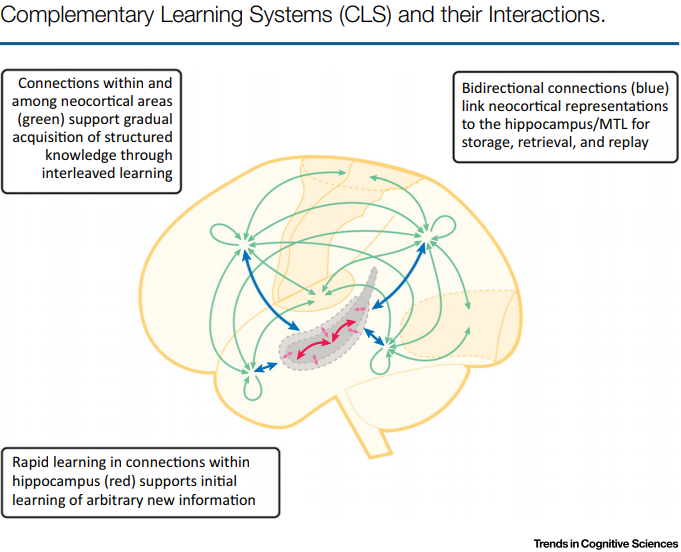 Complementary Learning Systems (CLS) and their Interactions.
Connections within and
among neocortical areas
(green) support gradual
acquisition of structured
knowledge through
interleaved learning
Bidirectional connections (blue)
link neocortical representations
to the hippocampus/MTL for
storage, retrieval, and replay
Rapid learning in connections within
hippocampus (red) supports initial
learning of arbitrary new information
Trends in Cognitive Sciences